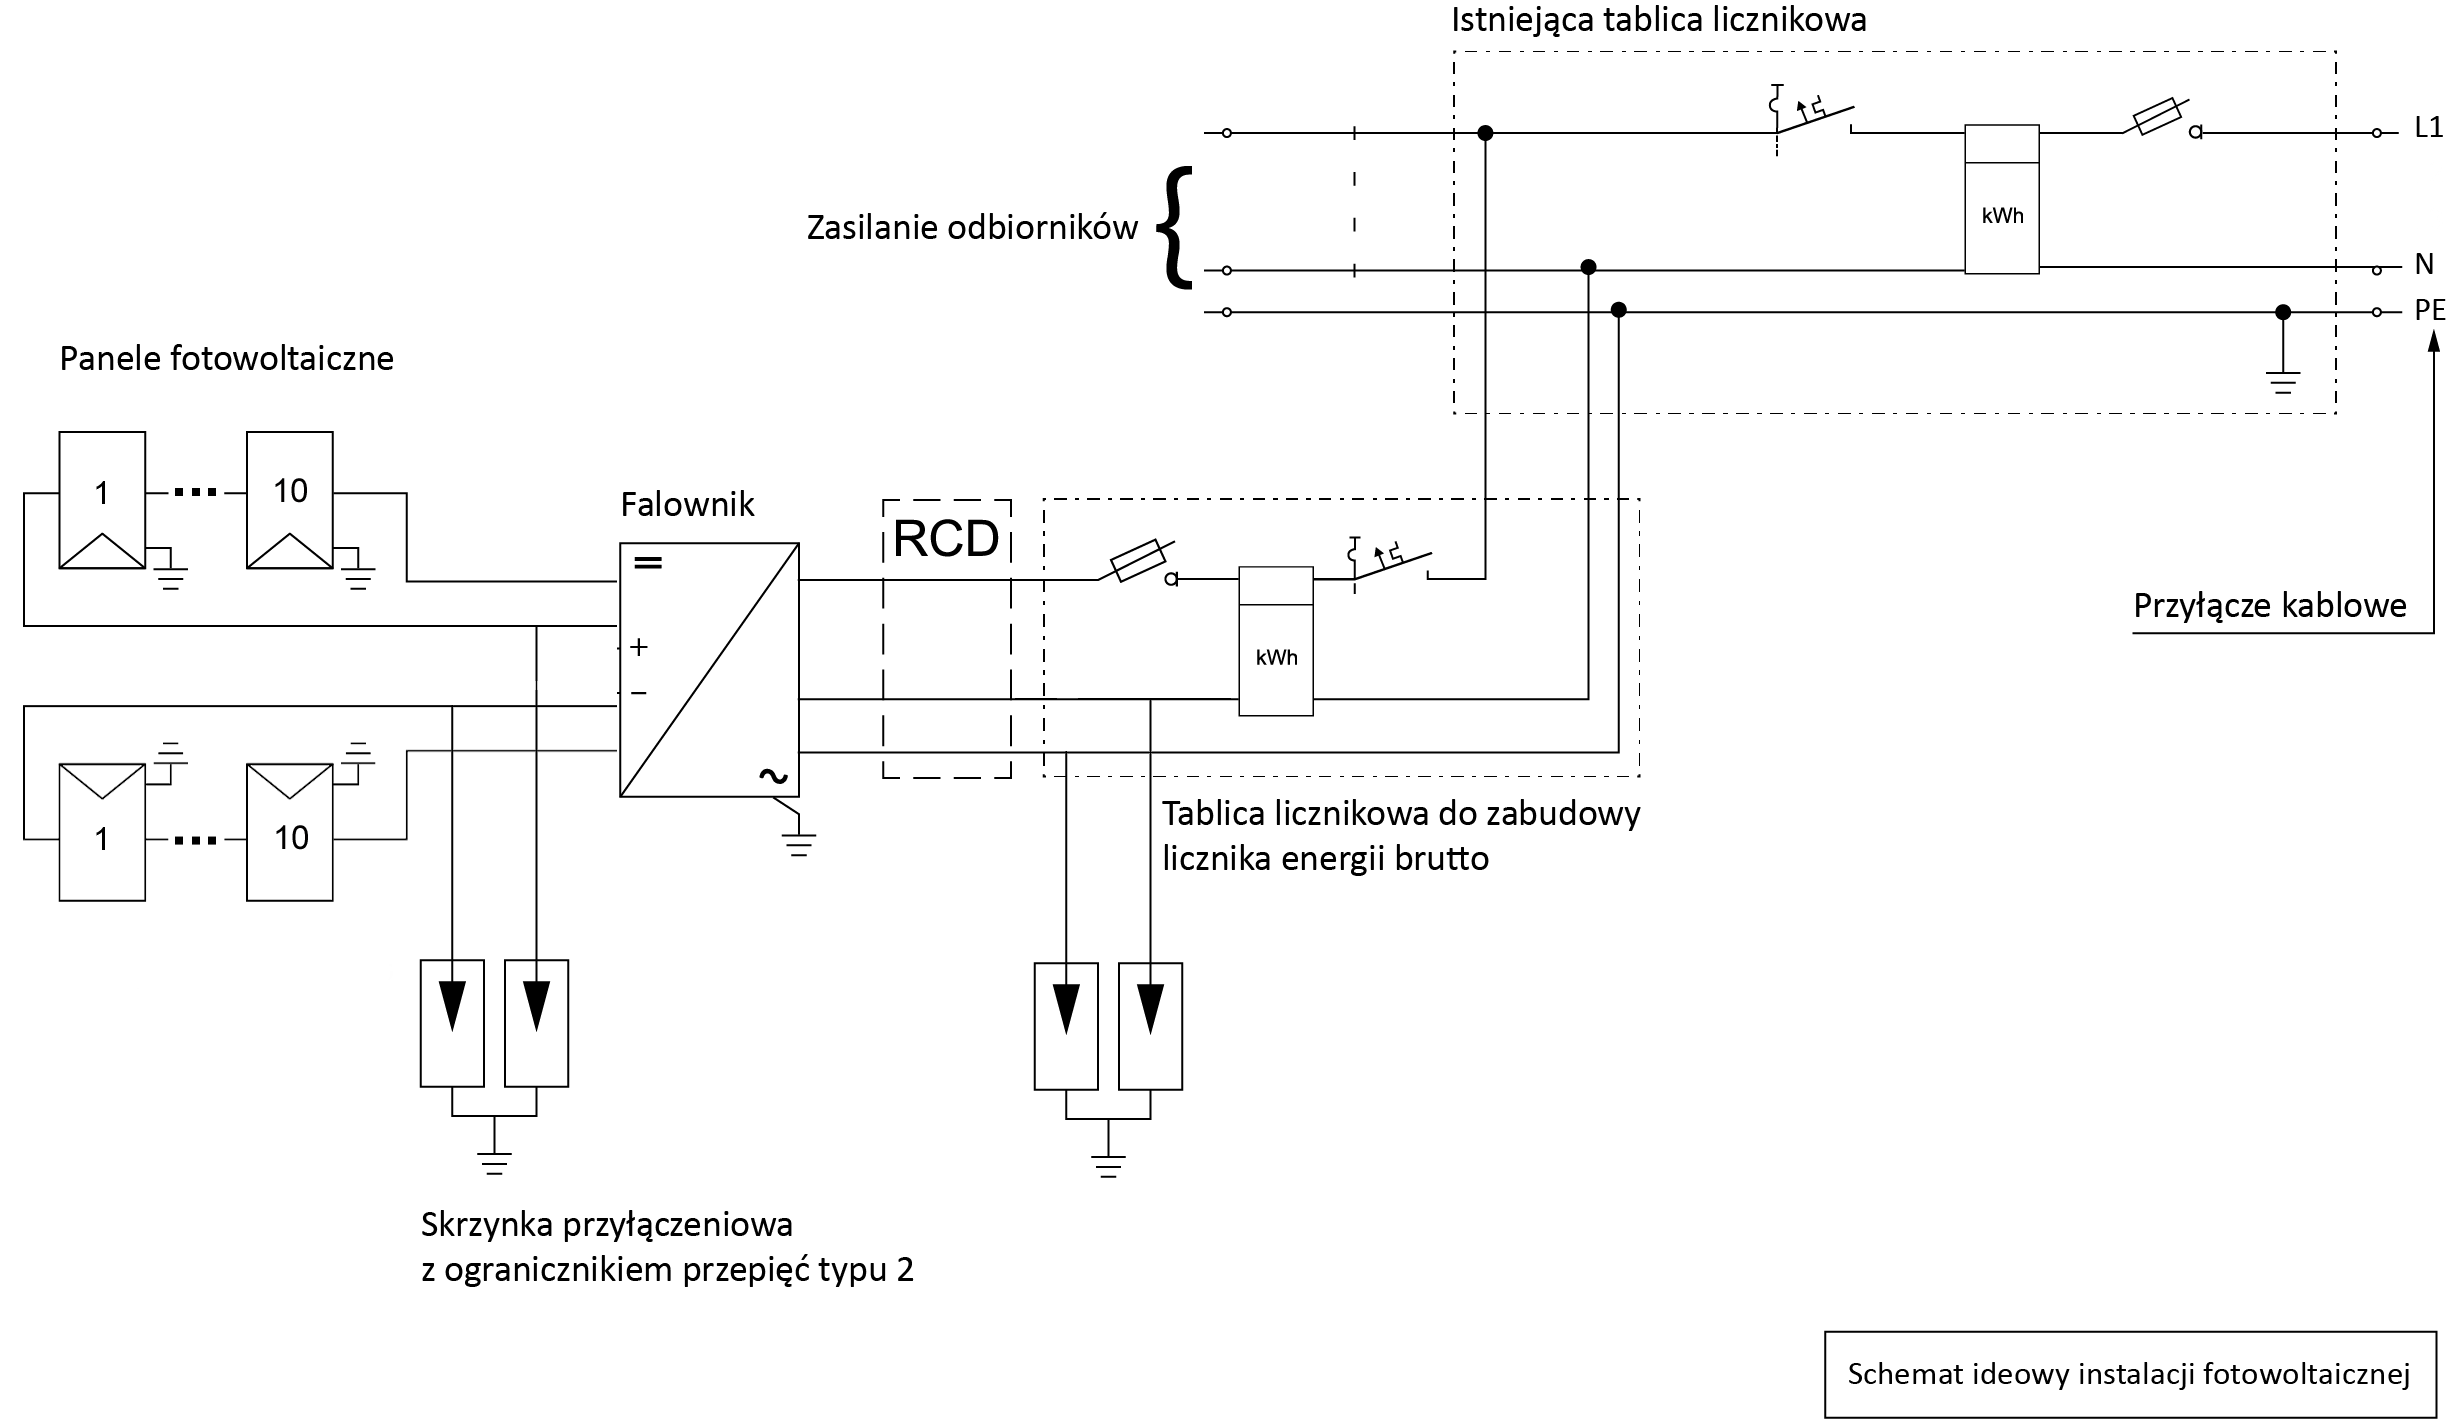 Istniejąca tablica licznikowa
L1
kWh
Zasilanie odbiorników
{
N
PE
Panele fotowoltaiczne
1
10
Falownik
RCD
=
+
−
~
kWh
Przyłącze kablowe
1
10
Tablica licznikowa do zabudowy
licznika energii brutto
Skrzynka przyłączeniowa
z ogranicznikiem przepięć typu 2
Schemat ideowy instalacji fotowoltaicznej